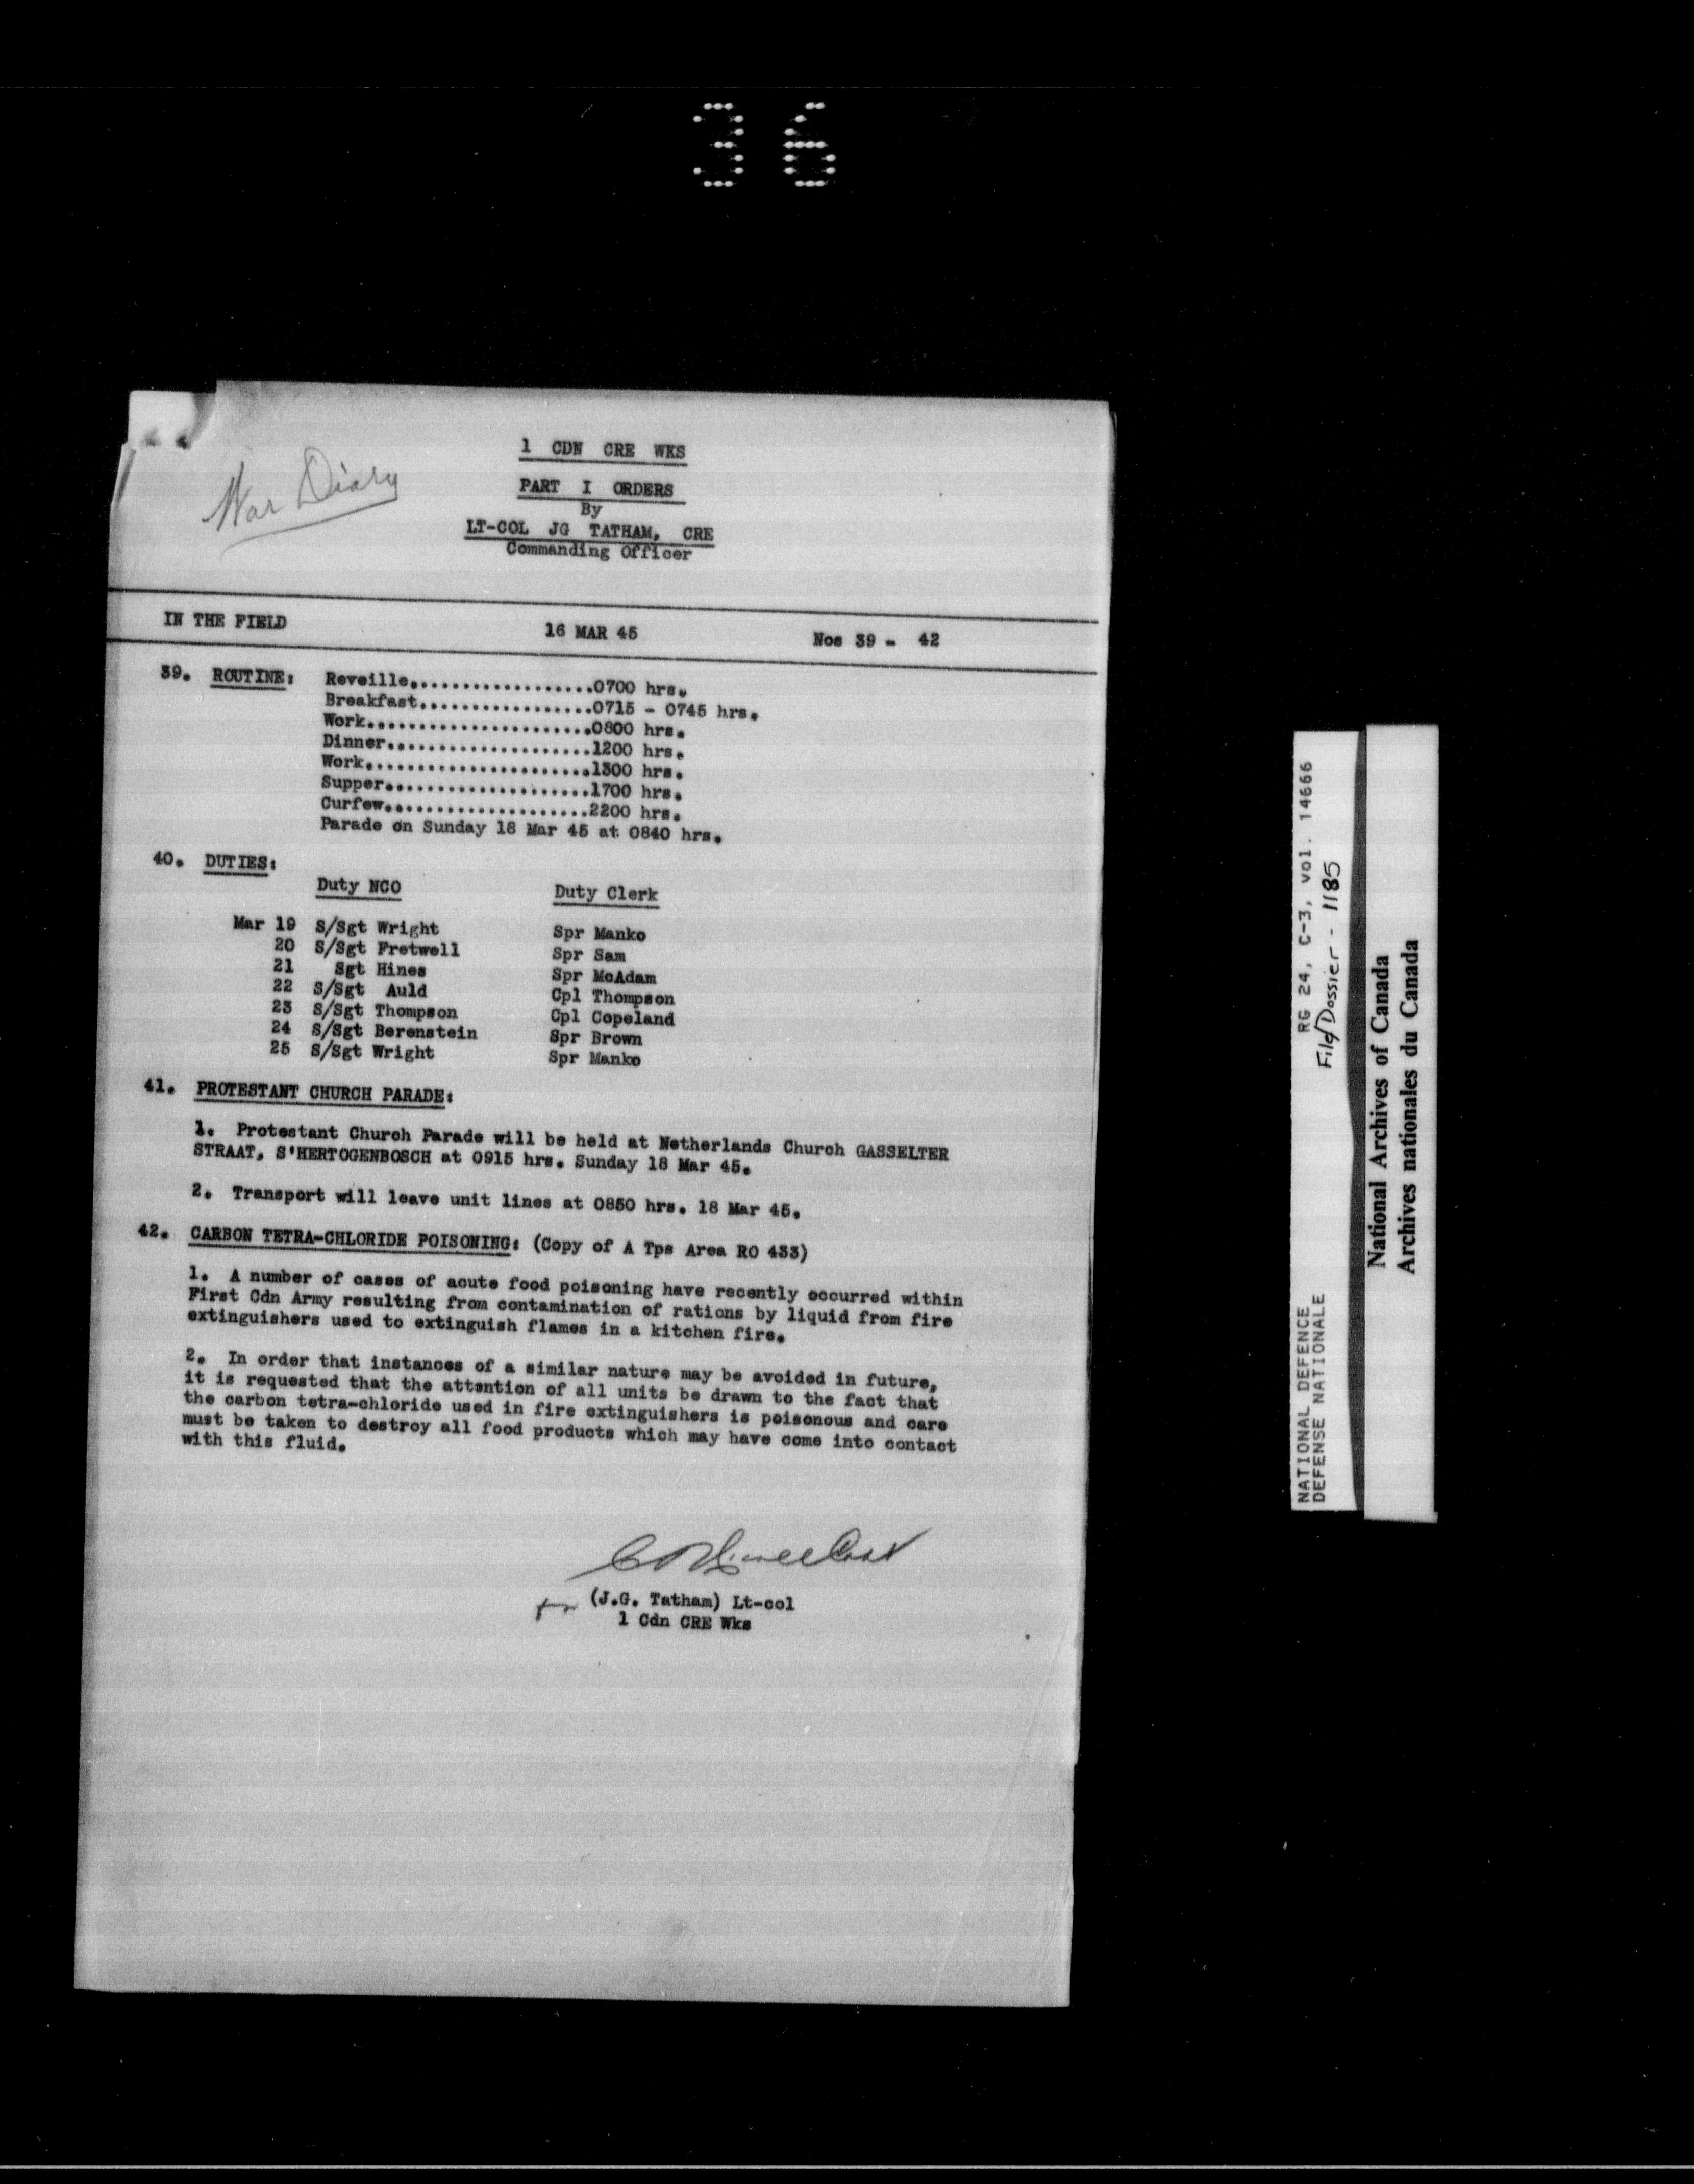 36
War Diary
1 CDN CRE WKS
PART I ORDERS
By
LT-COL JG TATHAM, CRE
Commanding Officer
IN THE FIELD 16 MAR 45 Nos 39 - 42
39. ROUTINE: Reveille..................0700 hrs.
Breakfast.................0715 - 0745 hrs.
Work......................0800 hrs.
Dinner....................1200 hrs.
Work......................1300 hrs.
Supper....................1700 hrs.
Curfew....................2200 hrs.
Parade on Sunday 18 Mar 45 at 0840 hrs.
40. DUTIES:
Duty NCO Duty Clerk
Mar 19 S/Sgt Wright Spr Manko
20 S/Sgt Fretwell Spr Sam
21 Sgt Hines Spr McAdam
22 S/Sgt Auld Cpl Thompson
23 S/Sgt Thompson Cpl Copeland
24 S/Sgt Berenstein Spr Brown
25 S/Sgt Wright Spr Manko
41. PROTESTANT CHURCH PARADE:
1. Protestant Church Parade will be held at Netherlands Church GASSELTER
STRAAT, S'HERTOGENBOSCH at 0915 hrs. Sunday 18 Mar 45.
2. Transport will leave unit lines at 0850 hrs. 18 Mar 45.
42. CARBON TETRA-CHLORIDE POISONING: (Copy of A Tps Area RO 433)
1. A number of cases of acute food poisoning have recently occurred within
First Cdn Army resulting from contamination of rations by liquid from fire
extinguishers used to extinguish flames in a kitchen fire.
2. In order that instances of a similar nature may be avoided in future,
it is requested that the attention of all units be drawn to the fact that
the carbon tetra-chloride used in fire extinguishers is poisonous and care
must be taken to destroy all food products which may have come into contact
with this fluid.
for (J.G. Tatham) Lt-col
1 Cdn CRE Wks
NATIONAL DEFENCE RG 24, C-3, vol. 14666
DEFENSE NATIONALE File/Dossier - 1185
National Archives of Canada
Archives nationales du Canada